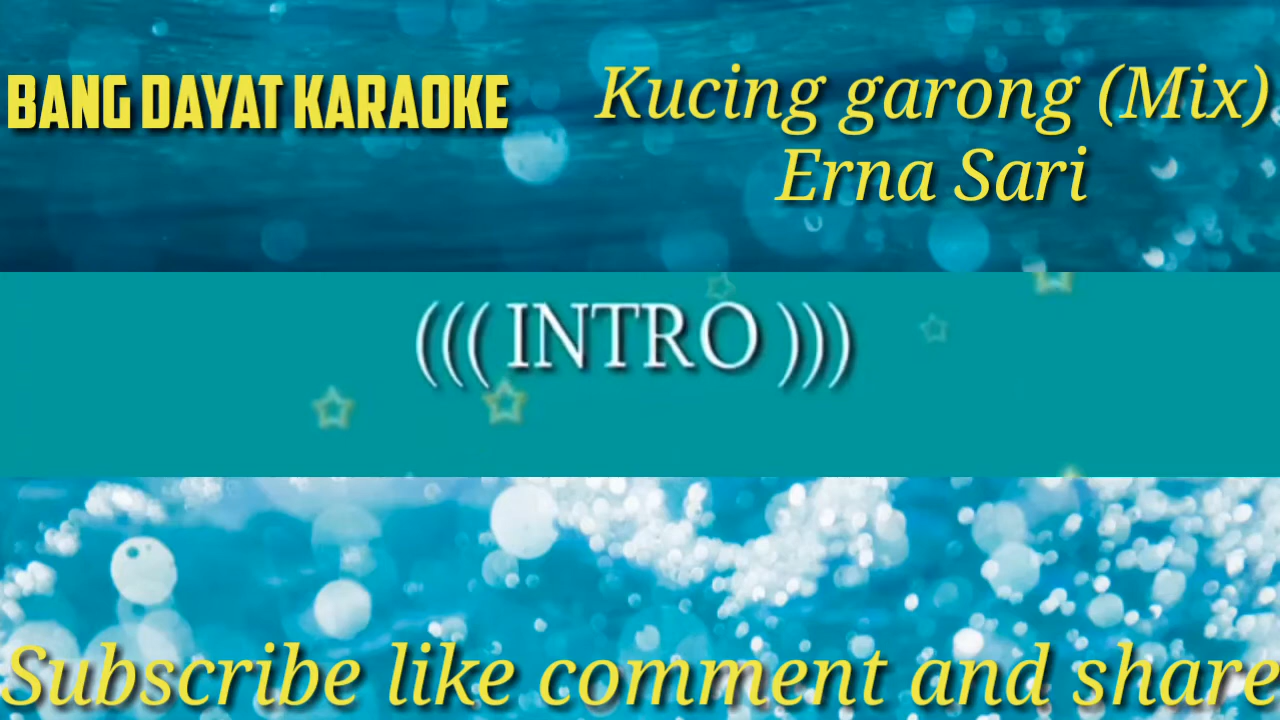 BANG DAYAT KARAOKE
Kucing garong (Mix)
Erna Sari
((( INTRO )))
Subscribe like comment and share